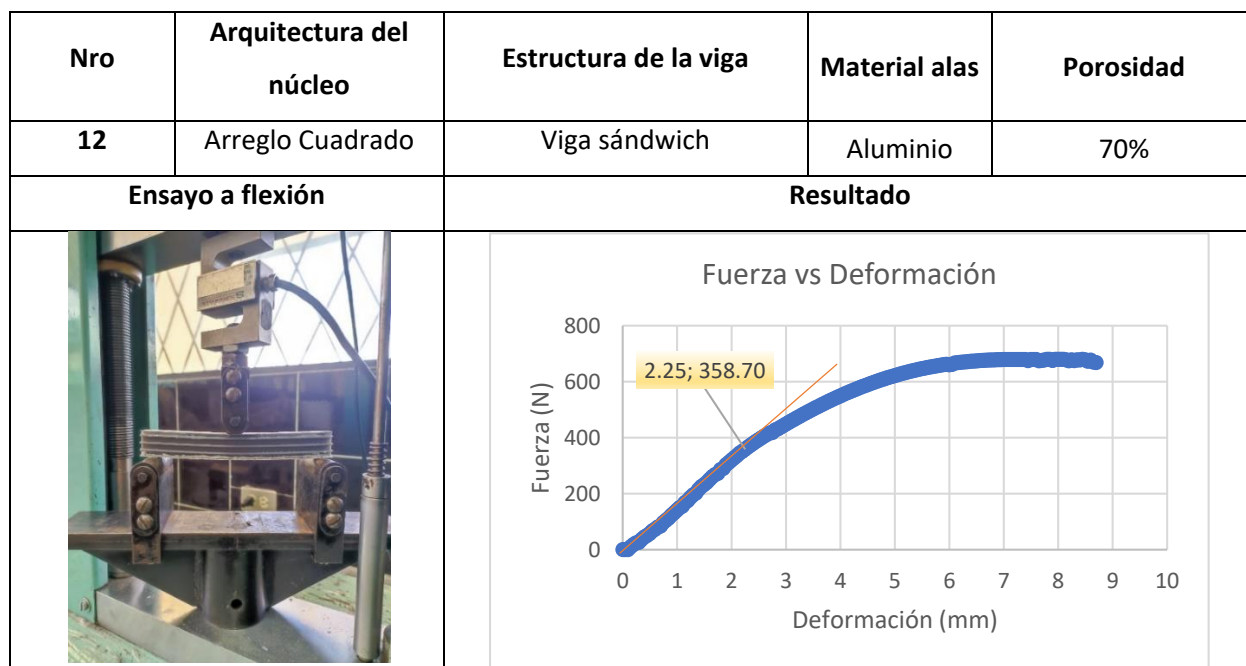 Nro
Arquitectura del
núcleo
Estructura de la viga
Material alas
Porosidad
12
Arreglo Cuadrado
Viga sándwich
Aluminio
70%
Ensayo a flexión
Resultado
Fuerza vs Deformación
800
600
400
200
0
Fuerza (N)
2.25; 358.70
0 1 2 3 4 5 6 7 8 9 10
Deformación (mm)